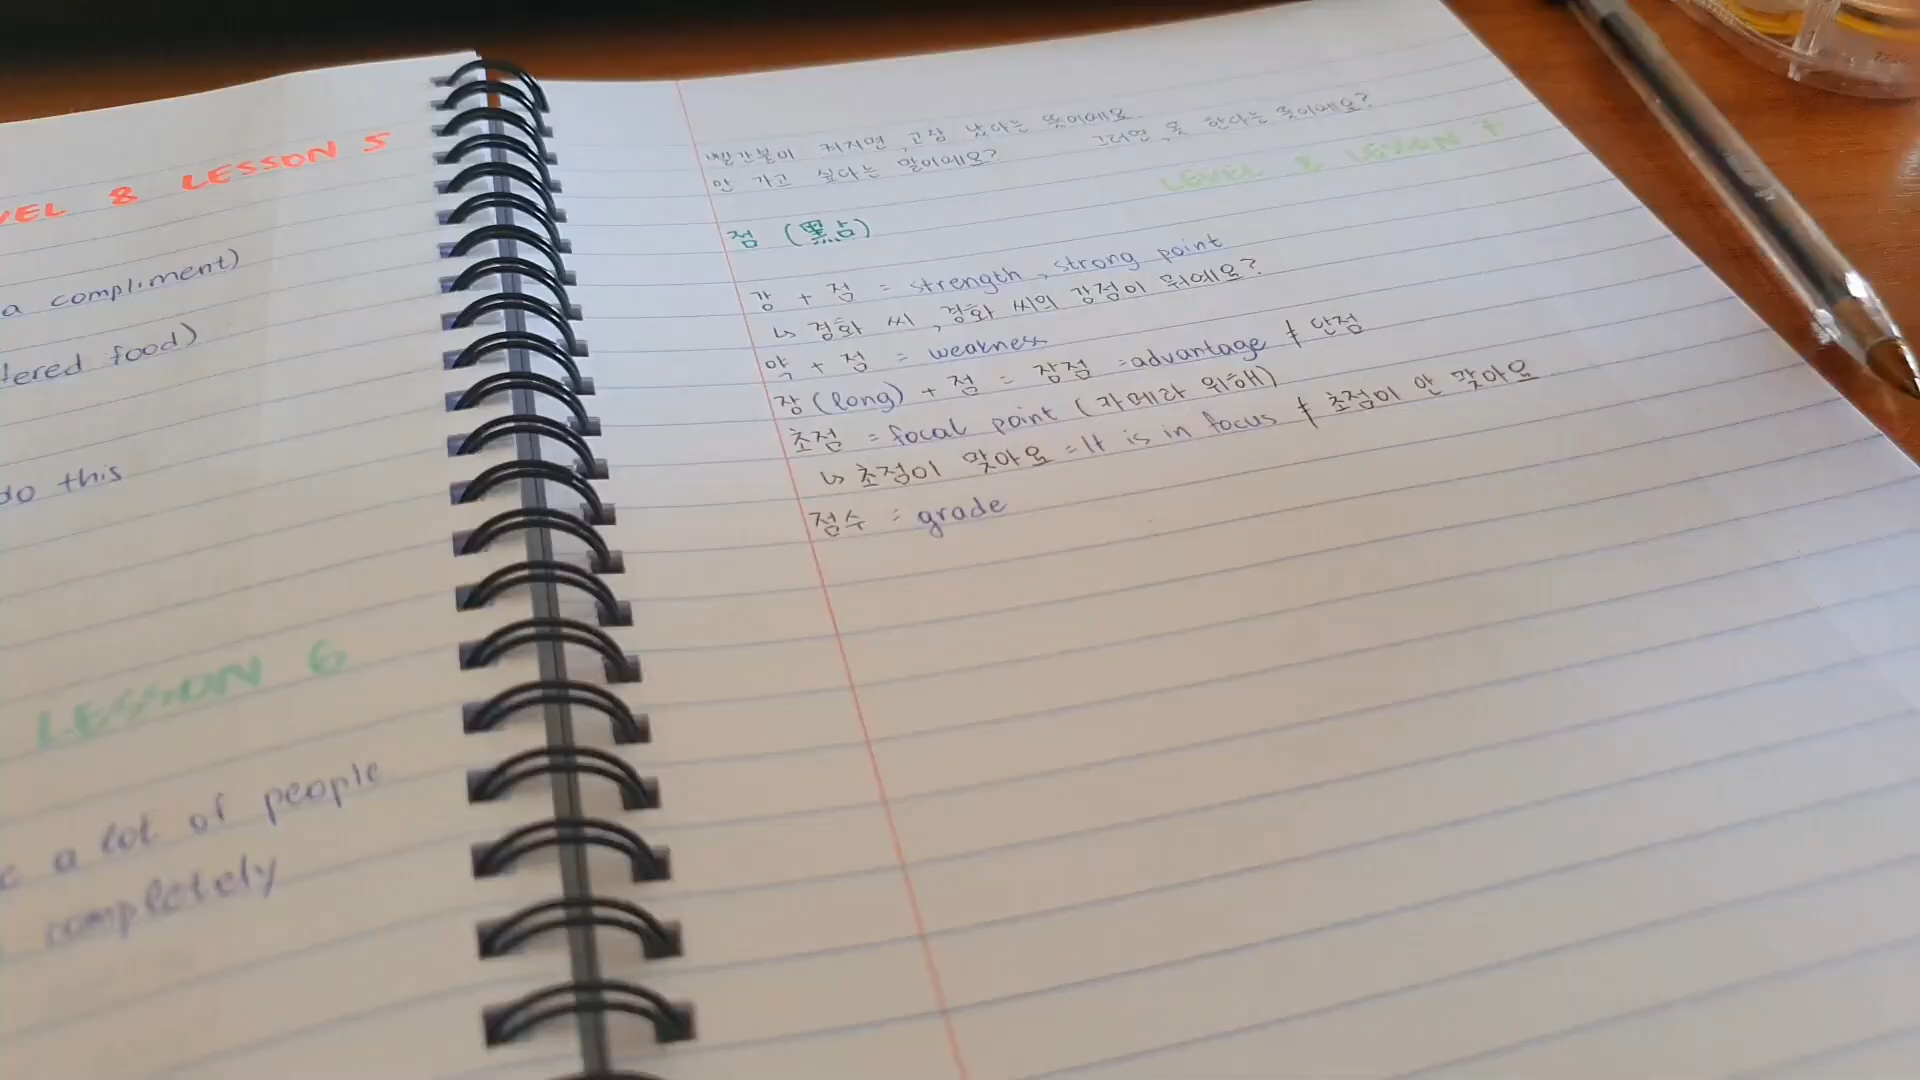 VEL 8 LESSON 5
a compliment)
tered food)
do this
LESSON 6
a lot of people
completely
빨간불이 켜지면, 고장 났다는 뜻이에요
그러면, 못 한다는 뜻이에요?
안 가고 싶다는 말이에요?
LEVEL 8 LESSON 7
점 (點)
강 + 점 = strength, strong point
↳ 경화 씨, 경화 씨의 강점이 뭐예요?
약 + 점 = weakness
장 (long) + 점 = 장점 = advantage ≠ 단점
초점 = focal point (카메라 위해)
↳ 초점이 맞아요 = It is in focus ≠ 초점이 안 맞아요
점수 = grade